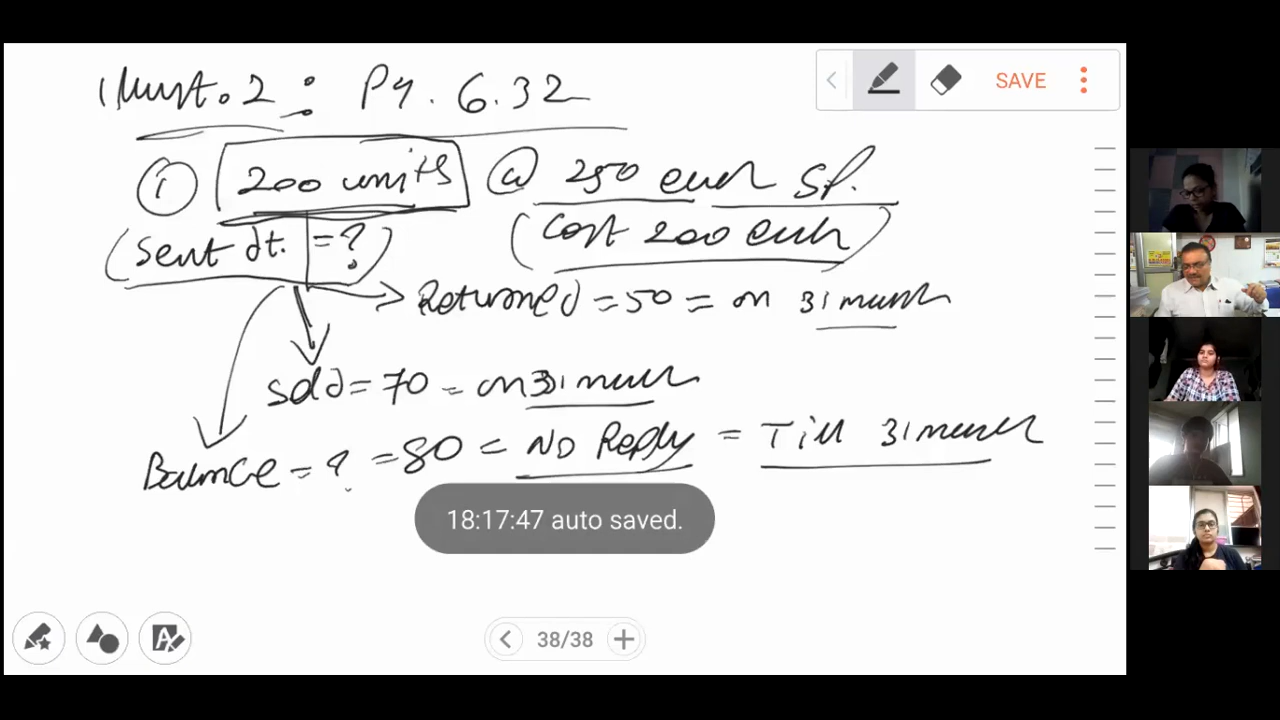 Illust. 2 : Pg. 6.32
SAVE
① 200 units @ 250 each SP.
(Sent dt. = ?) (Cost 200 each)
Returned = 50 = on 31 march
Sold = 70 = on 31 march
Balance = ? = 80 = No Reply = Till 31 march
18:17:47 auto saved.
38/38